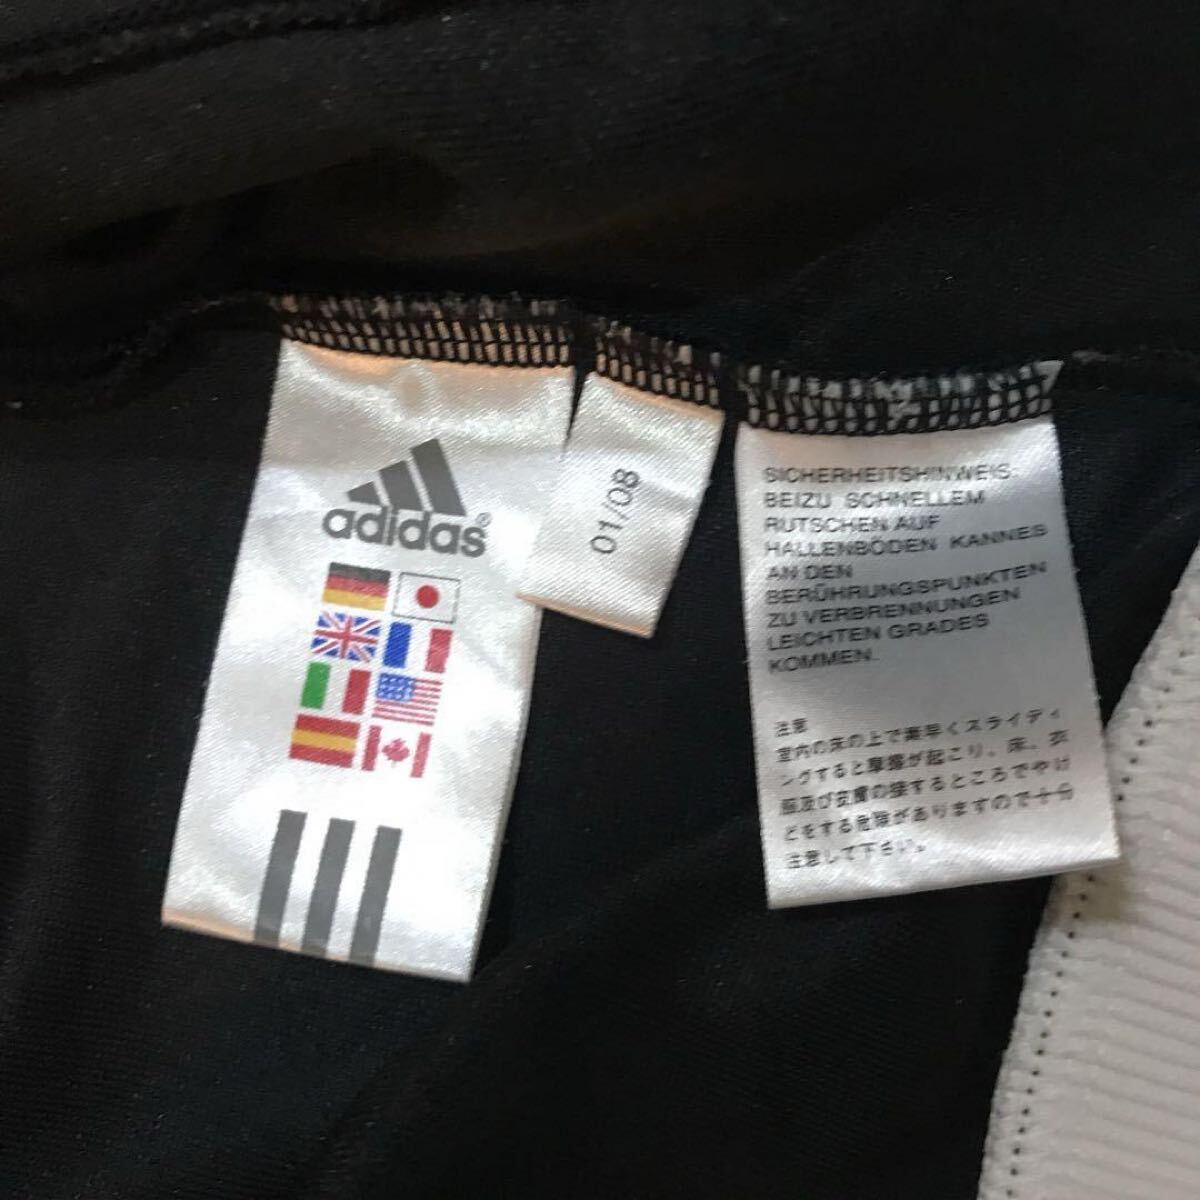 adidas®
01/08
SICHERHEITSHINWEIS:
BEIZU SCHNELLEM
RUTSCHEN AUF
HALLENBÖDEN KANNES
AN DEN
BERÜHRUNGSPUNKTEN
ZU VERBRENNUNGEN
LEICHTEN GRADES
KOMMEN.
注意
室内の床の上で素早くスライディ
ングすると摩擦が起こり、床、衣
服及び皮膚の接するところでやけ
どをする危険がありますので十分
注意して下さい。